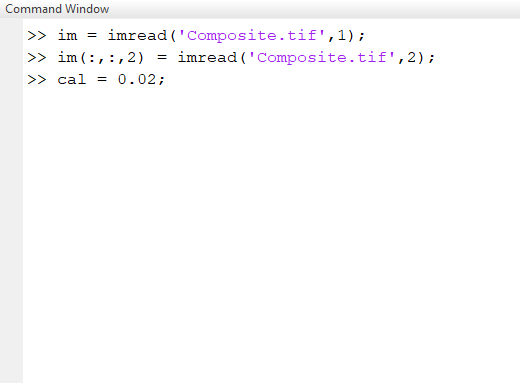 Command Window
>> im = imread('Composite.tif',1);
>> im(:,:,2) = imread('Composite.tif',2);
>> cal = 0.02;